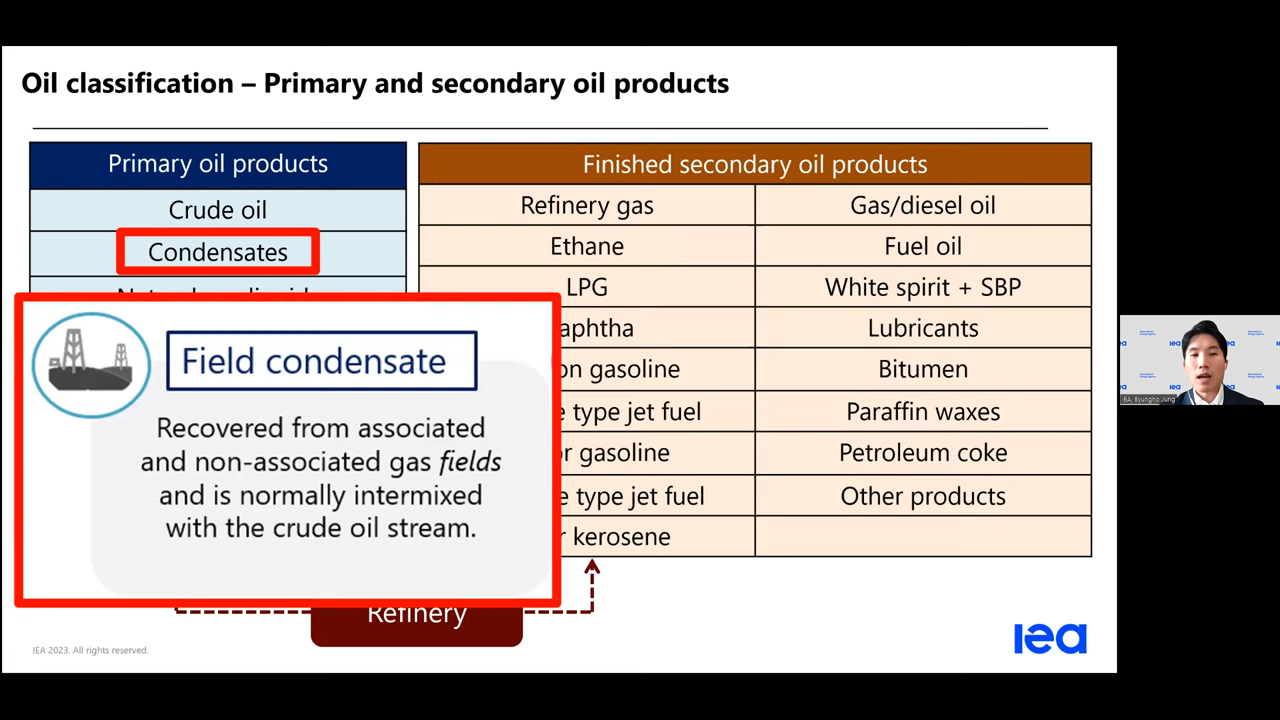 Oil classification – Primary and secondary oil products
Primary oil products
Crude oil
Condensates
Field condensate
Recovered from associated
and non-associated gas fields
and is normally intermixed
with the crude oil stream.
Finished secondary oil products
Refinery gas
Gas/diesel oil
Ethane
Fuel oil
LPG
White spirit + SBP
aphtha
Lubricants
on gasoline
Bitumen
e type jet fuel
Paraffin waxes
r gasoline
Petroleum coke
e type jet fuel
Other products
r kerosene
Refinery
IEA 2023. All rights reserved.
iea
IEA. Byungho Jung